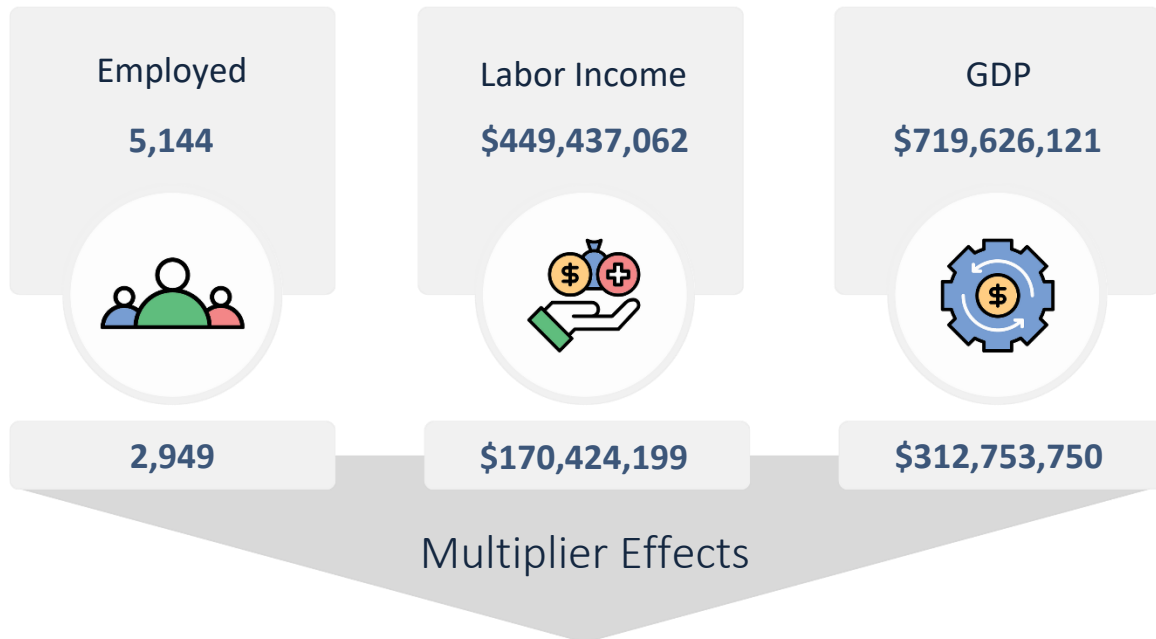 Employed
5,144
Labor Income
$449,437,062
GDP
$719,626,121
$
$
2,949
$170,424,199
$312,753,750
Multiplier Effects